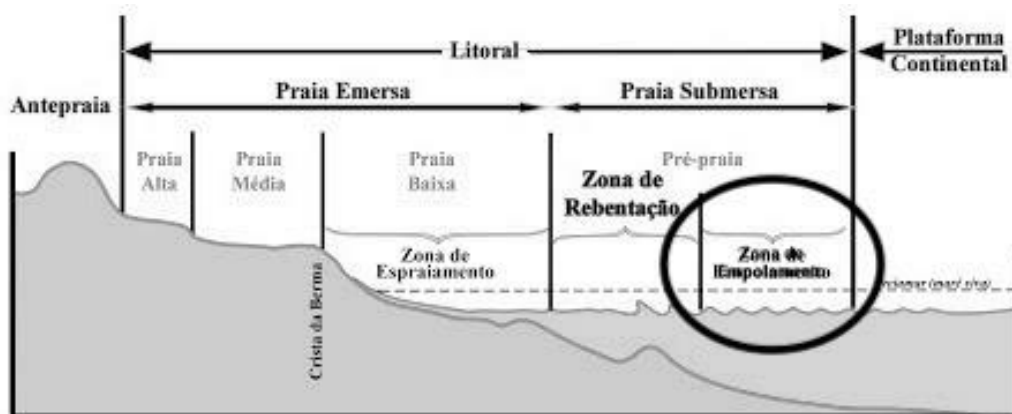 Litoral
Plataforma
Continental
Antepraia
Praia Emersa
Praia Submersa
Praia
Alta
Praia
Média
Praia
Baixa
Pré-praia
Zona de
Rebentação
Zona de
Espraiamento
Zona de
Empolamento
Crista da Berma